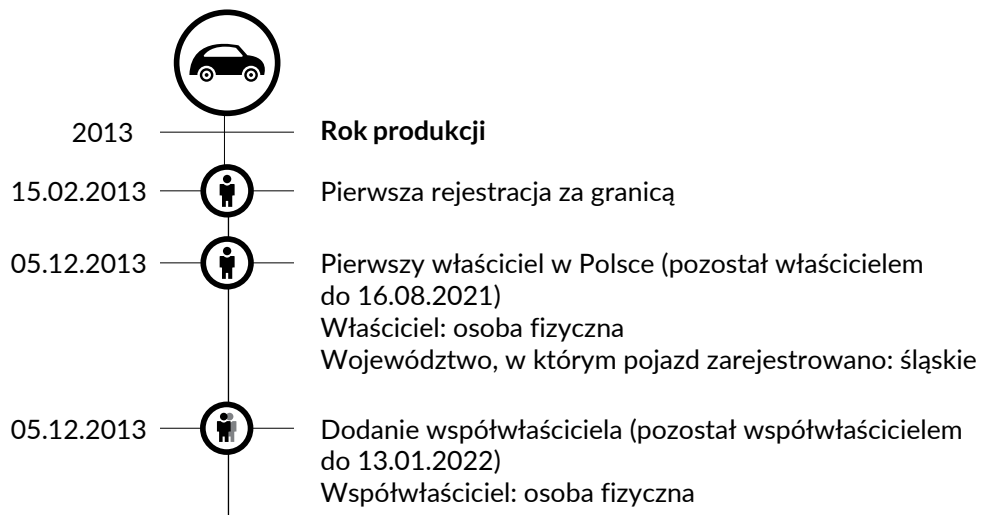 2013 Rok produkcji
15.02.2013 Pierwsza rejestracja za granicą
05.12.2013 Pierwszy właściciel w Polsce (pozostał właścicielem
do 16.08.2021)
Właściciel: osoba fizyczna
Województwo, w którym pojazd zarejestrowano: śląskie
05.12.2013 Dodanie współwłaściciela (pozostał współwłaścicielem
do 13.01.2022)
Współwłaściciel: osoba fizyczna